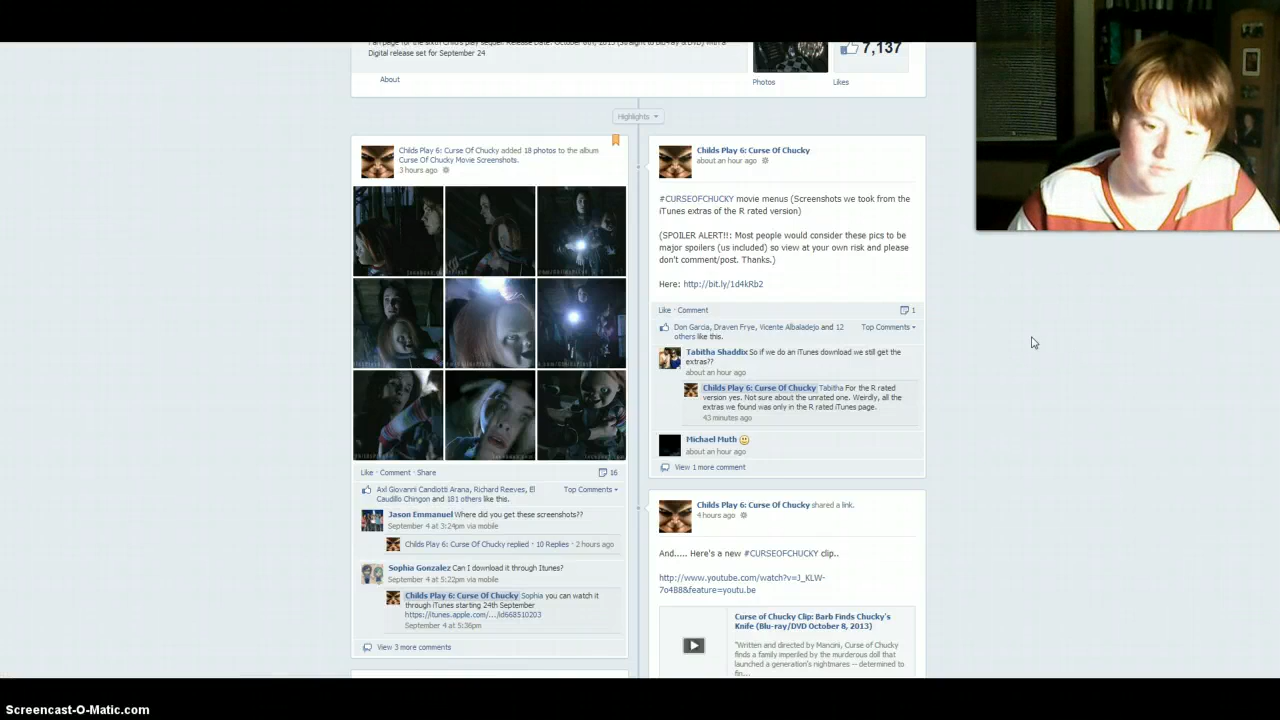 Fan page for the sixth Child's play sequel. Release Date: October 8th, 2013 (Straight to Blu-Ray & DVD) with a
Digital release set for September 24
About
Photos
7,137
Likes
Highlights
Childs Play 6: Curse Of Chucky added 18 photos to the album
Curse Of Chucky Movie Screenshots.
3 hours ago
Like · Comment · Share
16
Axl Giovanni Candiotti Arana, Richard Reeves, El
Caudillo Chingon and 181 others like this.
Top Comments
Jason Emmanuel Where did you get these screenshots??
September 4 at 3:24pm via mobile
Childs Play 6: Curse Of Chucky replied · 10 Replies · 2 hours ago
Sophia Gonzalez Can I download it through Itunes?
September 4 at 5:22pm via mobile
Childs Play 6: Curse Of Chucky Sophia you can watch it
through iTunes starting 24th September
https://itunes.apple.com/.../id668510203
September 4 at 5:36pm
View 3 more comments
Childs Play 6: Curse Of Chucky
about an hour ago
#CURSEOFCHUCKY movie menus (Screenshots we took from the
iTunes extras of the R rated version)
(SPOILER ALERT!!: Most people would consider these pics to be
major spoilers (us included) so view at your own risk and please
don't comment/post. Thanks.)
Here: http://bit.ly/1d4kRb2
Like · Comment
1
Don Garcia, Draven Frye, Vicente Albaladejo and 12
others like this.
Top Comments
Tabitha Shaddix So if we do an iTunes download we still get the
extras??
about an hour ago
Childs Play 6: Curse Of Chucky Tabitha For the R rated
version yes. Not sure about the unrated one. Weirdly, all the
extras we found was only in the R rated iTunes page.
43 minutes ago
Michael Muth
about an hour ago
View 1 more comment
Childs Play 6: Curse Of Chucky shared a link.
4 hours ago
And..... Here's a new #CURSEOFCHUCKY clip..
http://www.youtube.com/watch?v=J_KLW-
7o4B8&feature=youtu.be
Curse of Chucky Clip: Barb Finds Chucky's
Knife (Blu-ray/DVD October 8, 2013)
"Written and directed by Mancini, Curse of Chucky
finds a family imperiled by the murderous doll that
launched a generation's nightmares -- determined to
fin...
Screencast-O-Matic.com